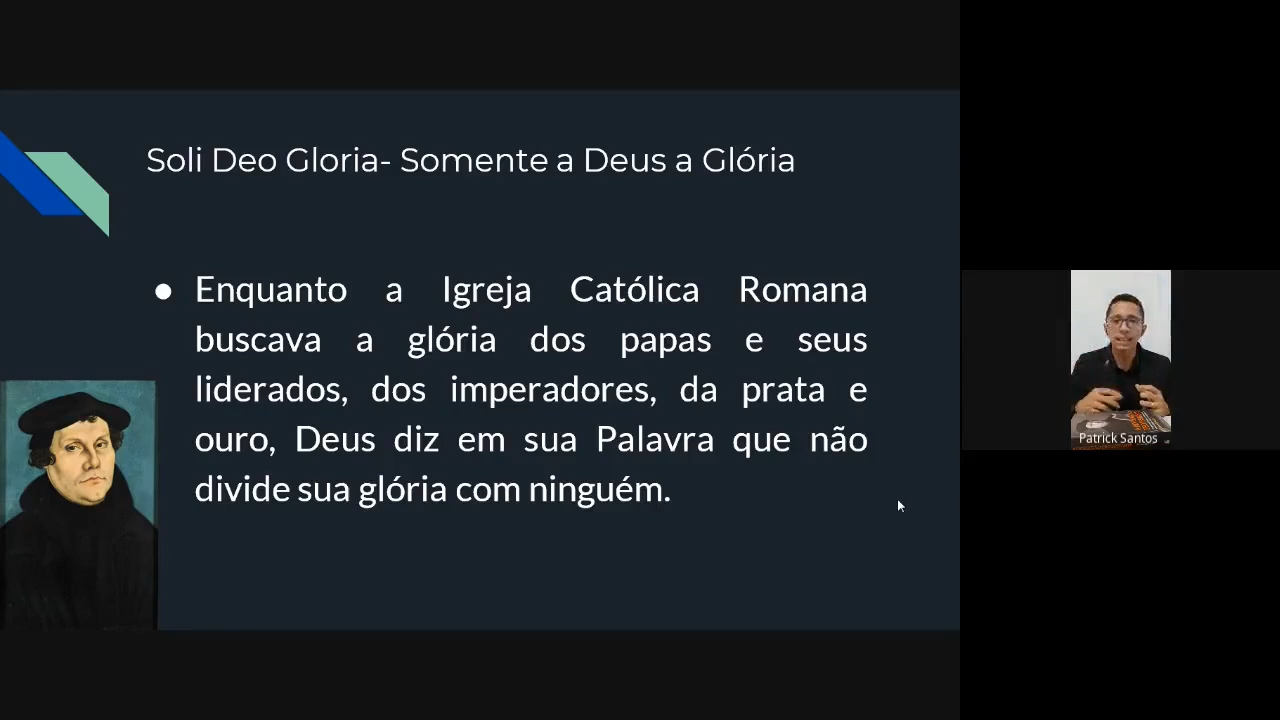 Soli Deo Gloria- Somente a Deus a Glória
● Enquanto a Igreja Católica Romana
buscava a glória dos papas e seus
liderados, dos imperadores, da prata e
ouro, Deus diz em sua Palavra que não
divide sua glória com ninguém.
Patrick Santos